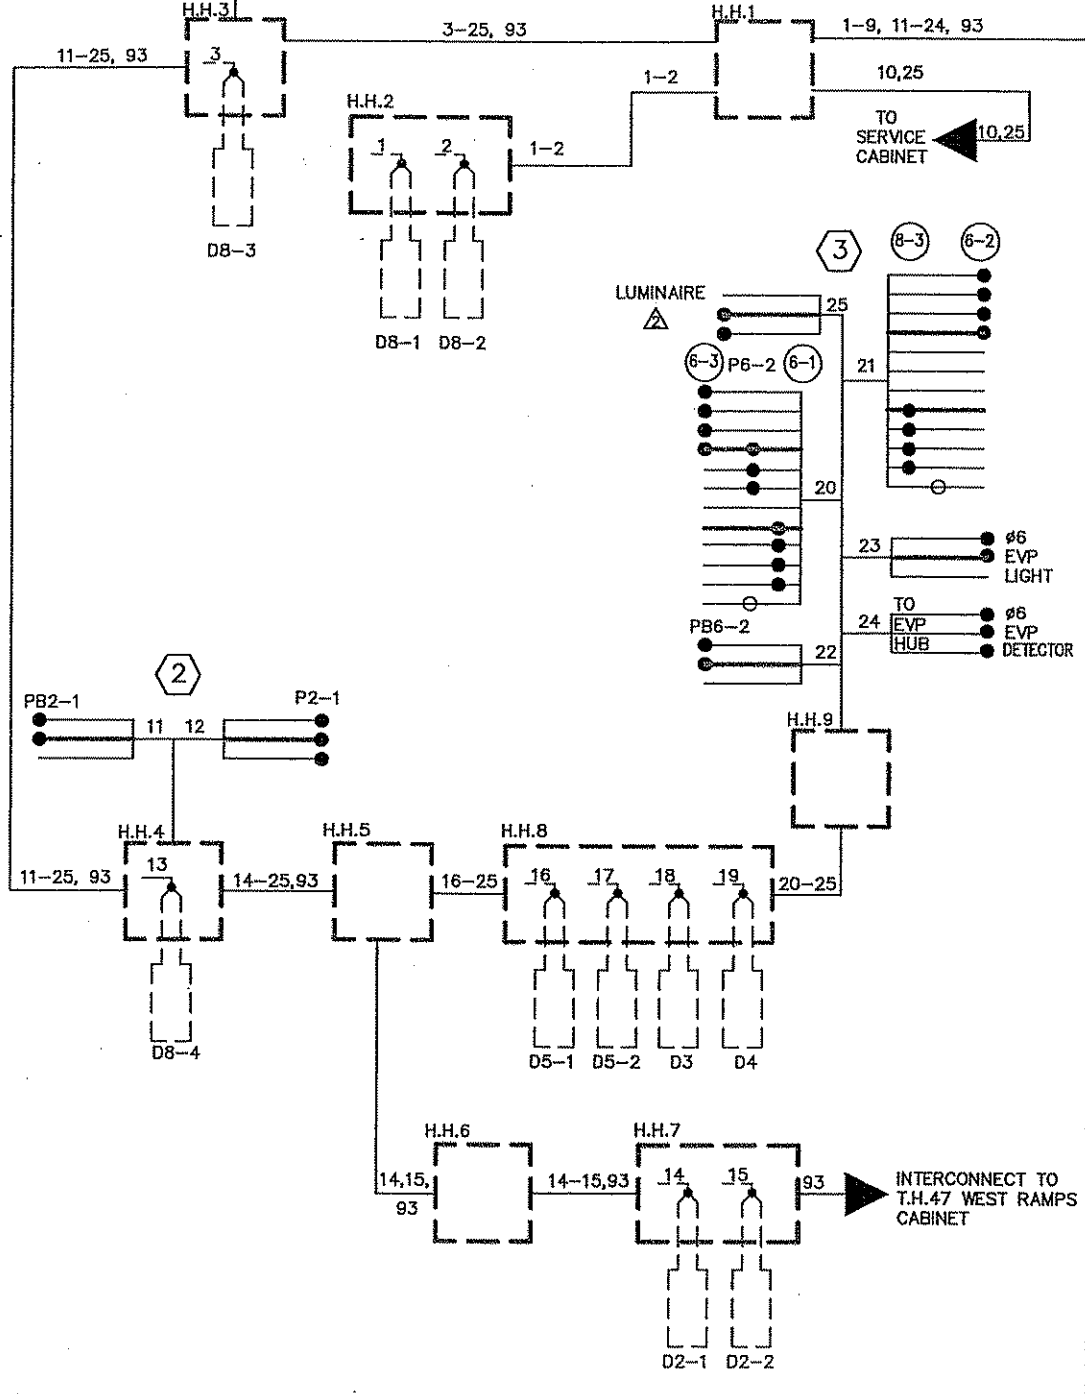 H.H.3
H.H.1
3-25, 93
1-9, 11-24, 93
11-25, 93
3
1-2
10,25
H.H.2
TO
SERVICE
CABINET
10,25
1
2
1-2
D8-3
3
8-3
6-2
LUMINAIRE
2
25
D8-1
D8-2
6-3
P6-2
6-1
21
20
23
ø6
EVP
LIGHT
24
TO
EVP
HUB
ø6
EVP
DETECTOR
PB6-2
22
2
PB2-1
P2-1
11
12
H.H.9
H.H.4
H.H.5
H.H.8
11-25, 93
13
14-25,93
16-25
16
17
18
19
20-25
D8-4
D5-1
D5-2
D3
D4
H.H.6
H.H.7
14,15,
93
14-15,93
14
15
93
INTERCONNECT TO
T.H.47 WEST RAMPS
CABINET
D2-1
D2-2